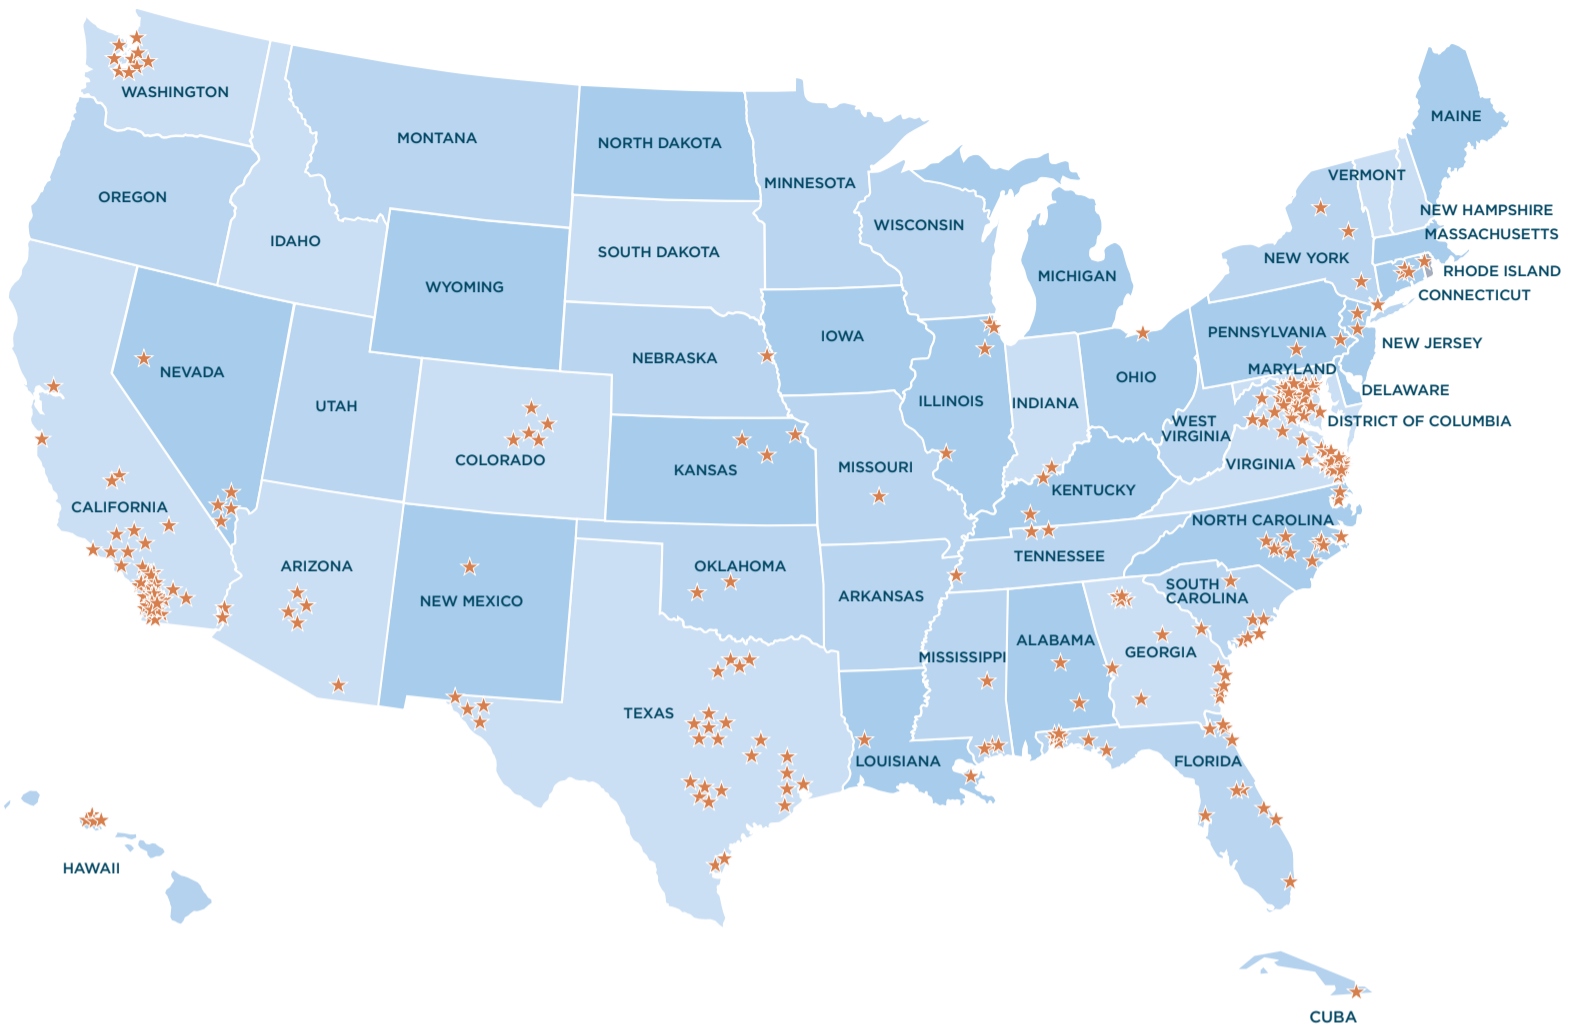 WASHINGTON
MAINE
MONTANA
NORTH DAKOTA
VERMONT
MINNESOTA
OREGON
NEW HAMPSHIRE
WISCONSIN
MASSACHUSETTS
IDAHO
SOUTH DAKOTA
NEW YORK
RHODE ISLAND
MICHIGAN
WYOMING
CONNECTICUT
PENNSYLVANIA
IOWA
NEW JERSEY
NEBRASKA
NEVADA
MARYLAND
OHIO
DELAWARE
ILLINOIS
INDIANA
UTAH
WEST
VIRGINIA
DISTRICT OF COLUMBIA
COLORADO
VIRGINIA
MISSOURI
KANSAS
KENTUCKY
CALIFORNIA
NORTH CAROLINA
TENNESSEE
ARIZONA
OKLAHOMA
SOUTH
CAROLINA
ARKANSAS
NEW MEXICO
ALABAMA
GEORGIA
MISSISSIPPI
TEXAS
LOUISIANA
FLORIDA
HAWAII
CUBA